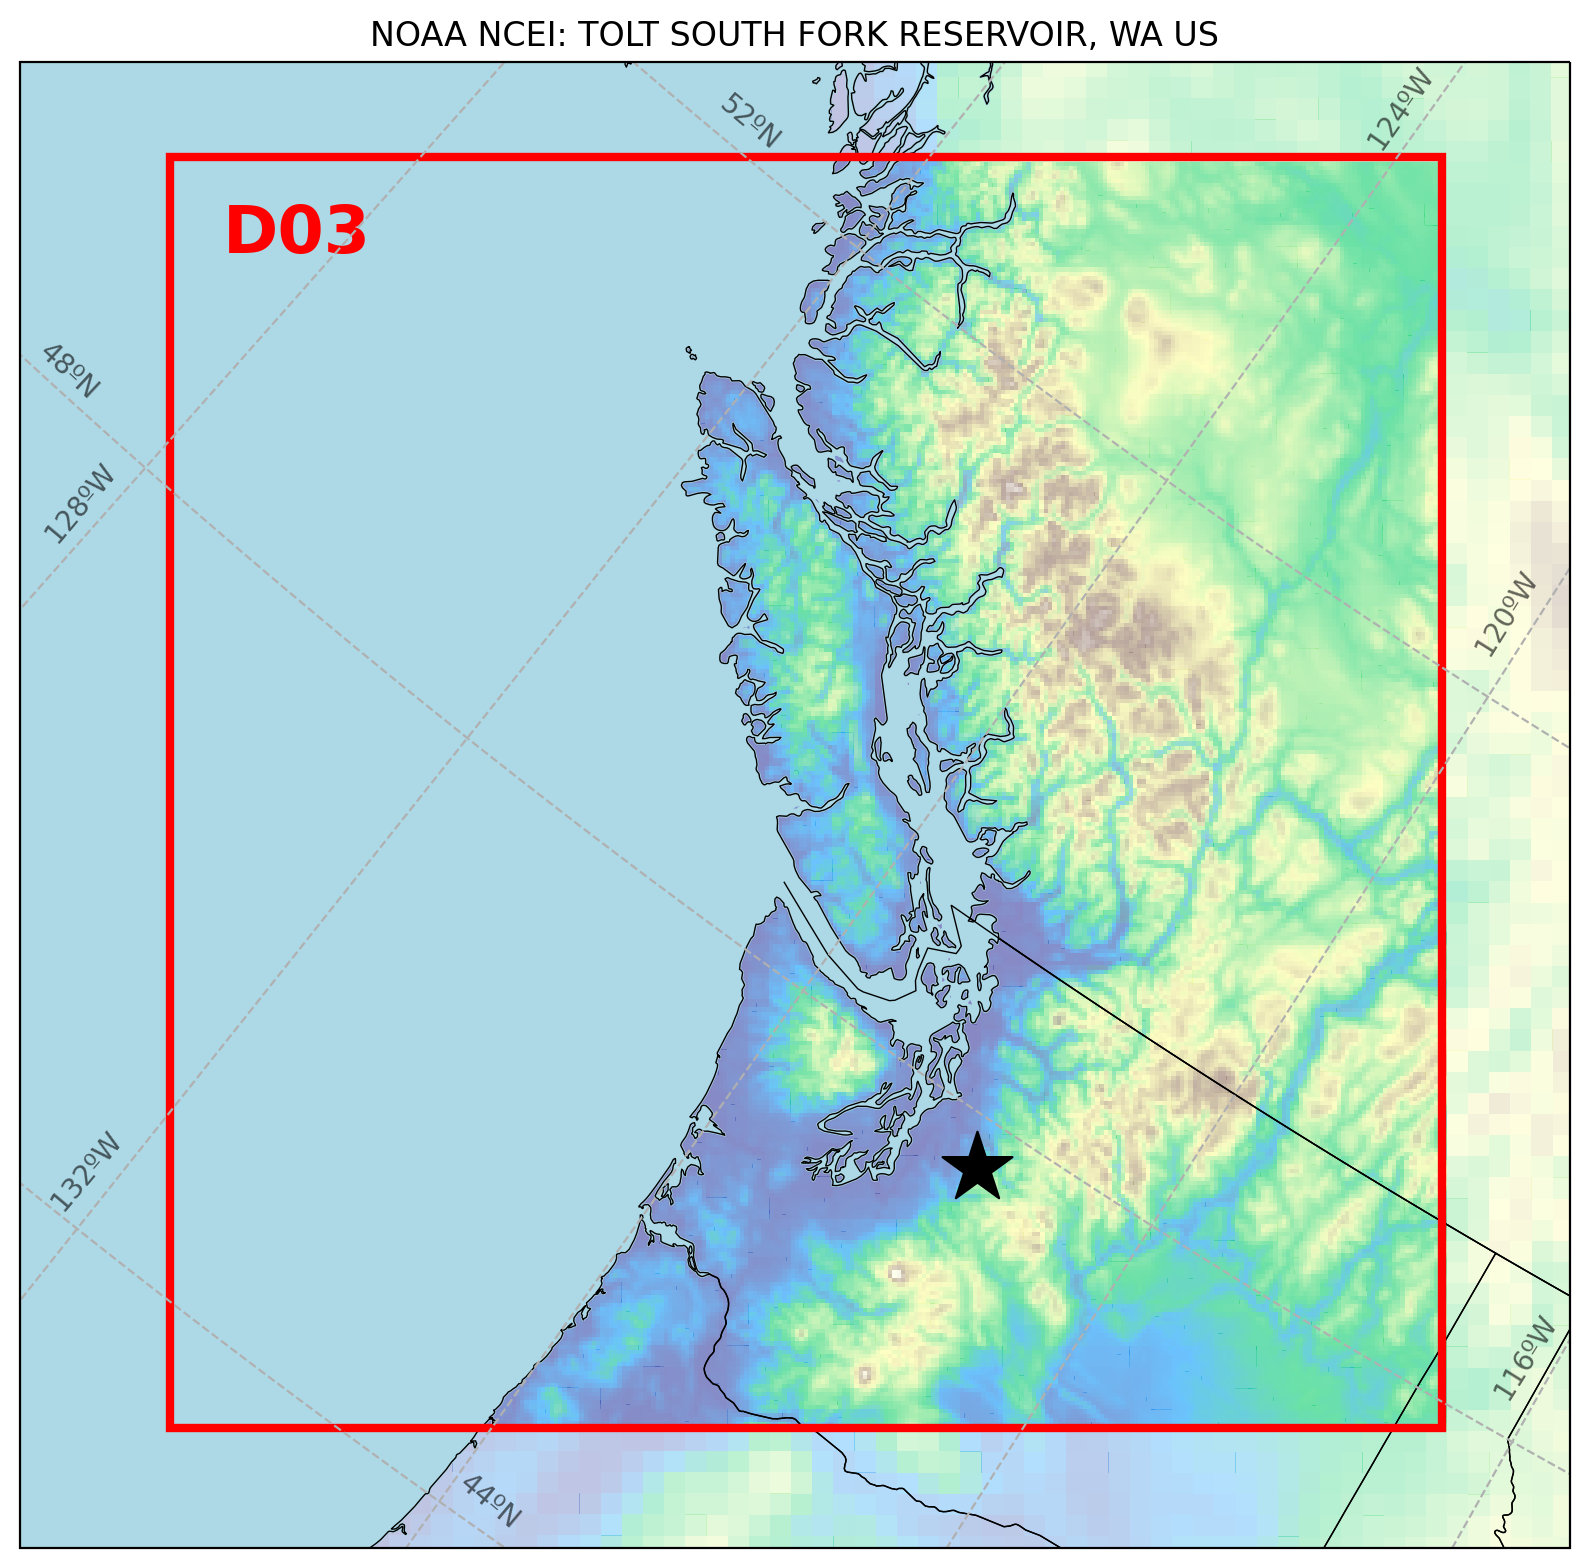 NOAA NCEI: TOLT SOUTH FORK RESERVOIR, WA US
52ºN
124ºW
D03
48ºN
128ºW
120ºW
132ºW
116ºW
44ºN